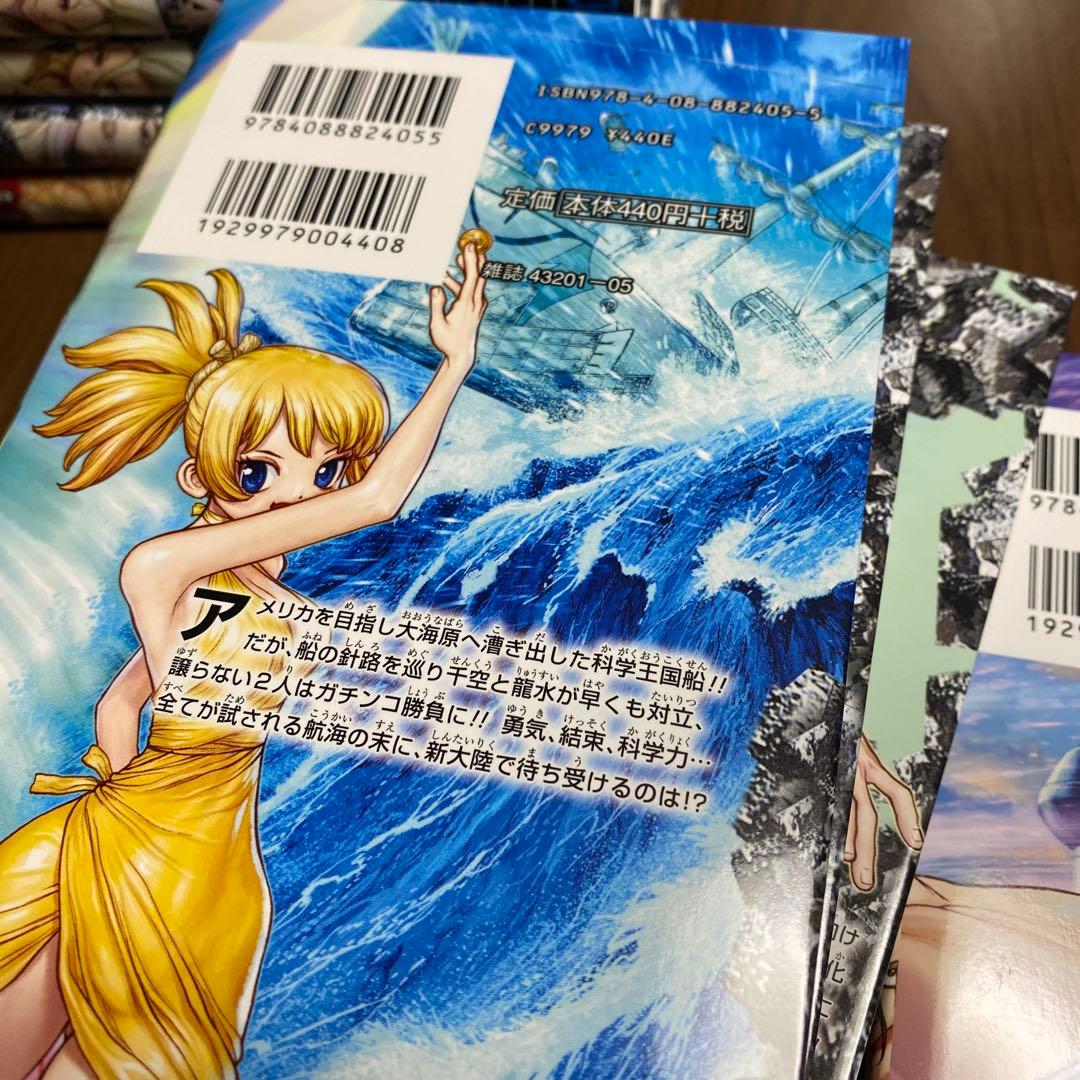 9784088824055
1929979004408
ISBN978-4-08-882405-5
C9979 ¥440E
定価 本体440円+税
雑誌 43201-05
アメリカを目指し大海原へ漕ぎ出した科学王国船!!
だが、船の針路を巡り千空と龍水が早くも対立、
譲らない2人はガチンコ勝負に!! 勇気、結束、科学力…
全てが試される航海の末に、新大陸で待ち受けるのは!?
978
192
け
化